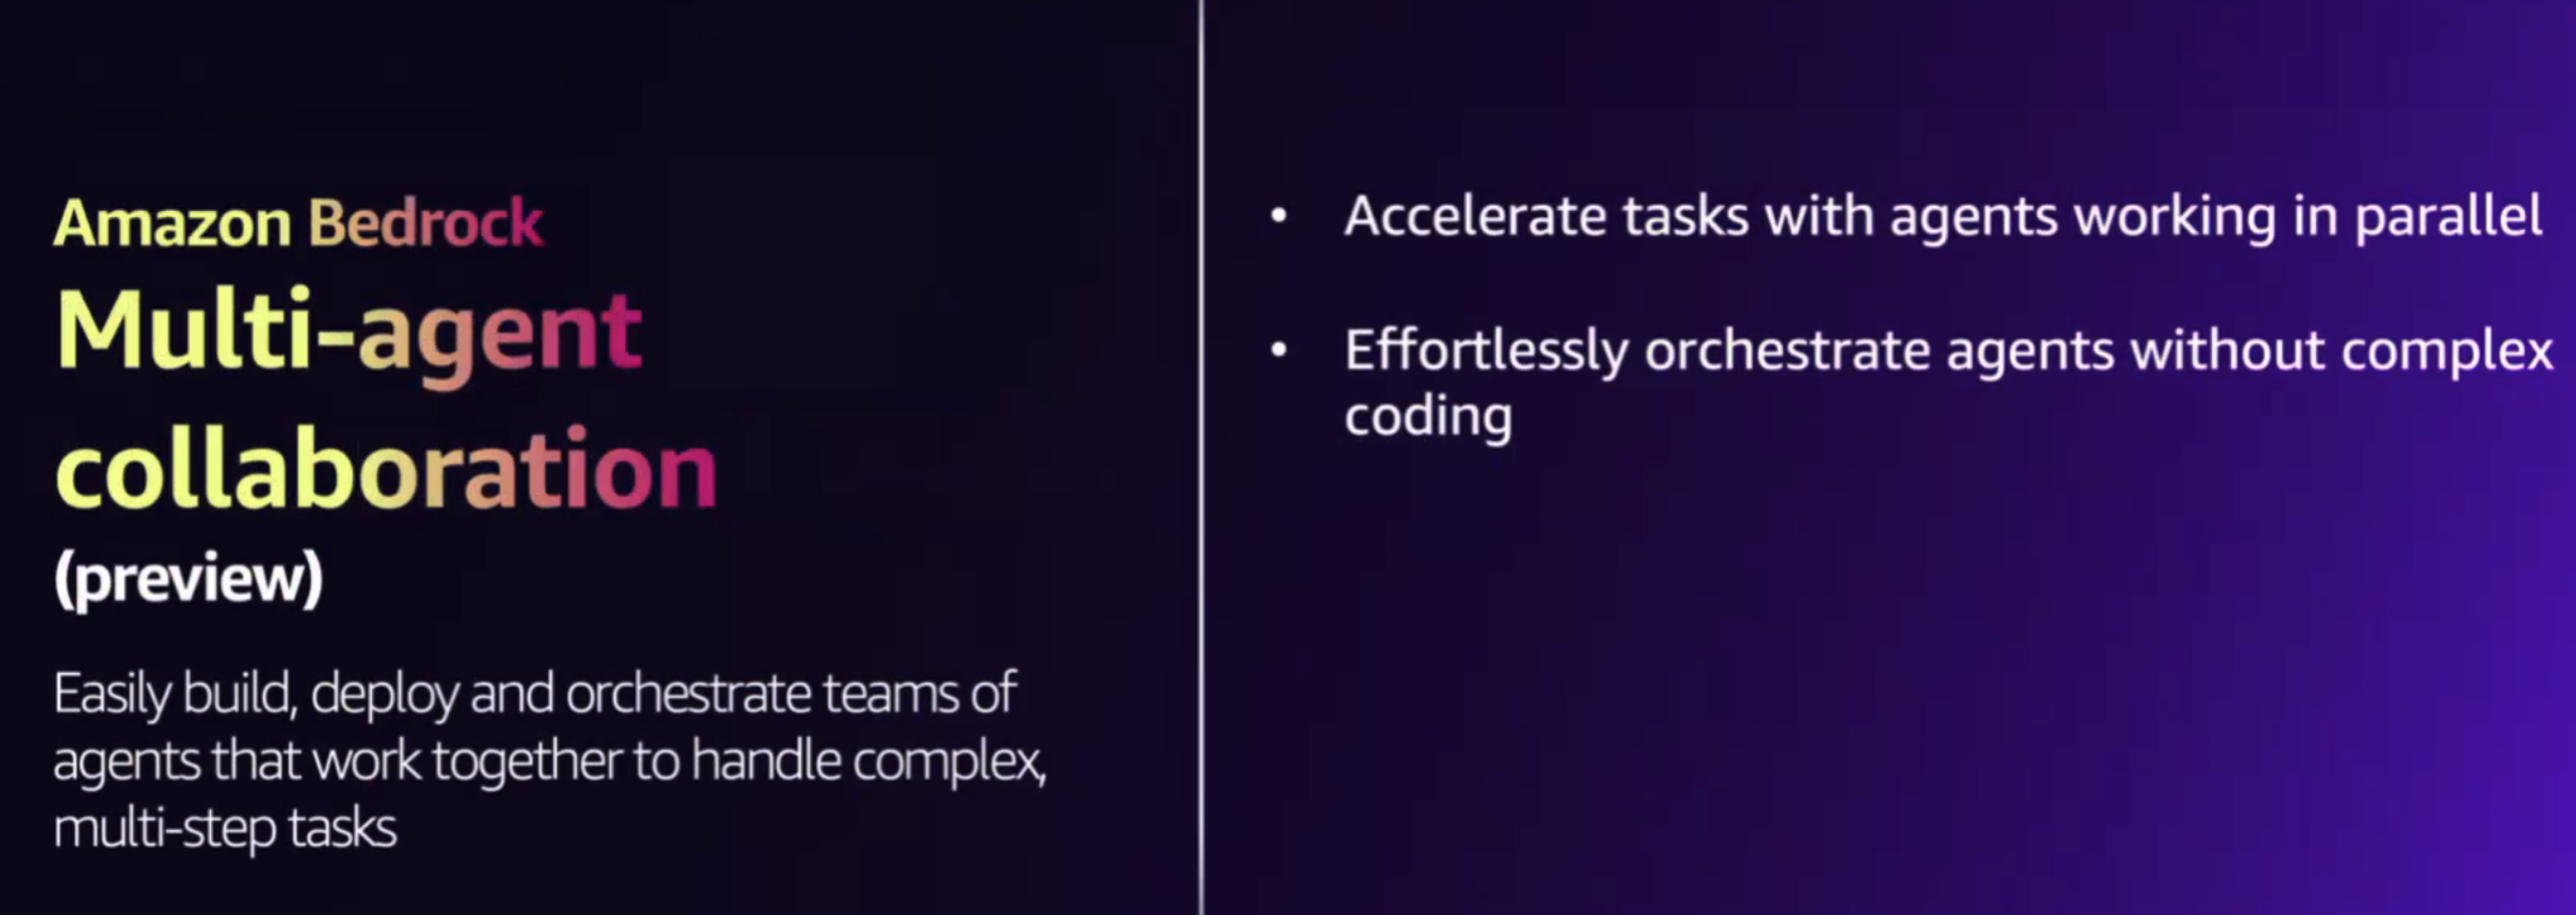 Amazon Bedrock
Multi-agent
collaboration
(preview)
Easily build, deploy and orchestrate teams of
agents that work together to handle complex,
multi-step tasks
• Accelerate tasks with agents working in parallel
• Effortlessly orchestrate agents without complex
coding